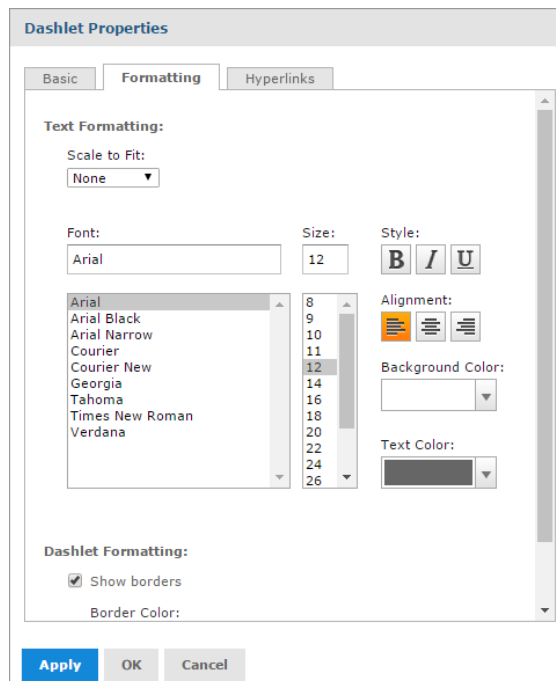 Dashlet Properties
Basic Formatting Hyperlinks
Text Formatting:
Scale to Fit:
None
Font: Size: Style:
Arial 12 B I U
Alignment:
Background Color:
Text Color:
Arial
Arial Black
Arial Narrow
Courier
Courier New
Georgia
Tahoma
Times New Roman
Verdana
8
9
10
11
12
14
16
18
20
22
24
26
Dashlet Formatting:
Show borders
Border Color:
Apply OK Cancel